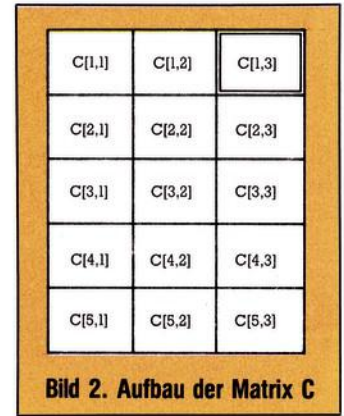 C[1,1] C[1,2] C[1,3]
C[2,1] C[2,2] C[2,3]
C[3,1] C[3,2] C[3,3]
C[4,1] C[4,2] C[4,3]
C[5,1] C[5,2] C[5,3]
Bild 2. Aufbau der Matrix C